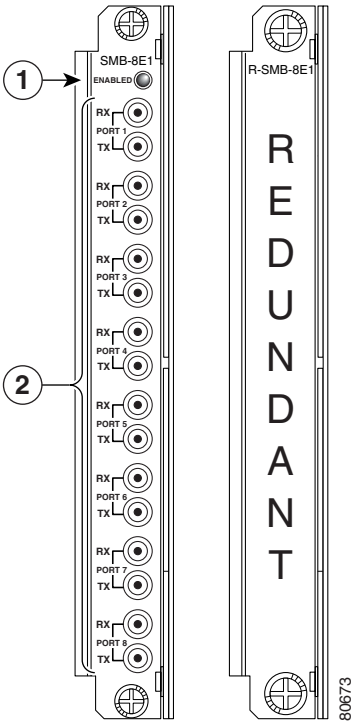 SMB-8E1
1
ENABLED
RX
PORT 1
TX
RX
PORT 2
TX
RX
PORT 3
TX
RX
PORT 4
TX
2
RX
PORT 5
TX
RX
PORT 6
TX
RX
PORT 7
TX
RX
PORT 8
TX
R-SMB-8E1
R
E
D
U
N
D
A
N
T
80673